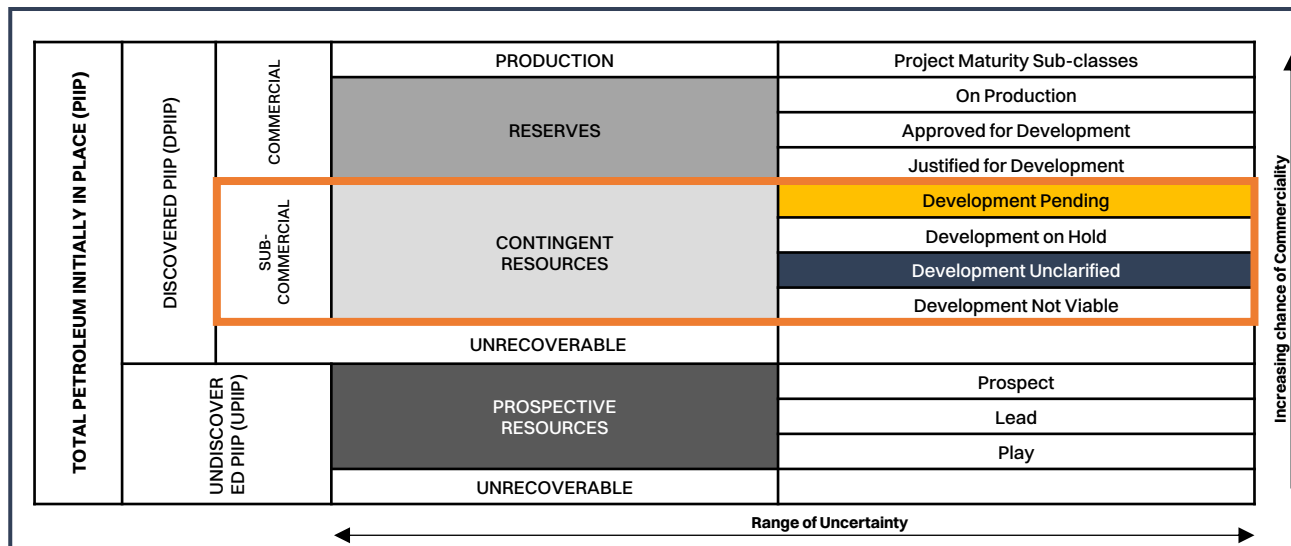 TOTAL PETROLEUM INITIALLY IN PLACE (PIIP)
DISCOVERED PIIP (DPIIP)
COMMERCIAL
PRODUCTION
Project Maturity Sub-classes
RESERVES
On Production
Approved for Development
Justified for Development
SUB-
COMMERCIAL
CONTINGENT
RESOURCES
Development Pending
Development on Hold
Development Unclarified
Development Not Viable
UNRECOVERABLE
UNDISCOVER
ED PIIP (UPIIP)
PROSPECTIVE
RESOURCES
Prospect
Lead
Play
UNRECOVERABLE
Range of Uncertainty
Increasing chance of Commerciality